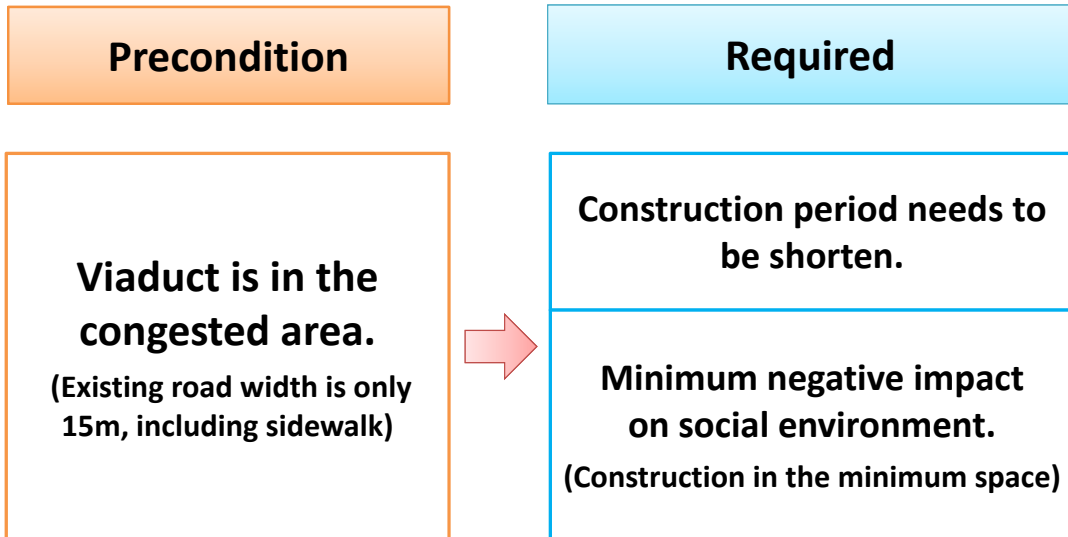 Precondition
Required
Viaduct is in the
congested area.
(Existing road width is only
15m, including sidewalk)
Construction period needs to
be shorten.
Minimum negative impact
on social environment.
(Construction in the minimum space)